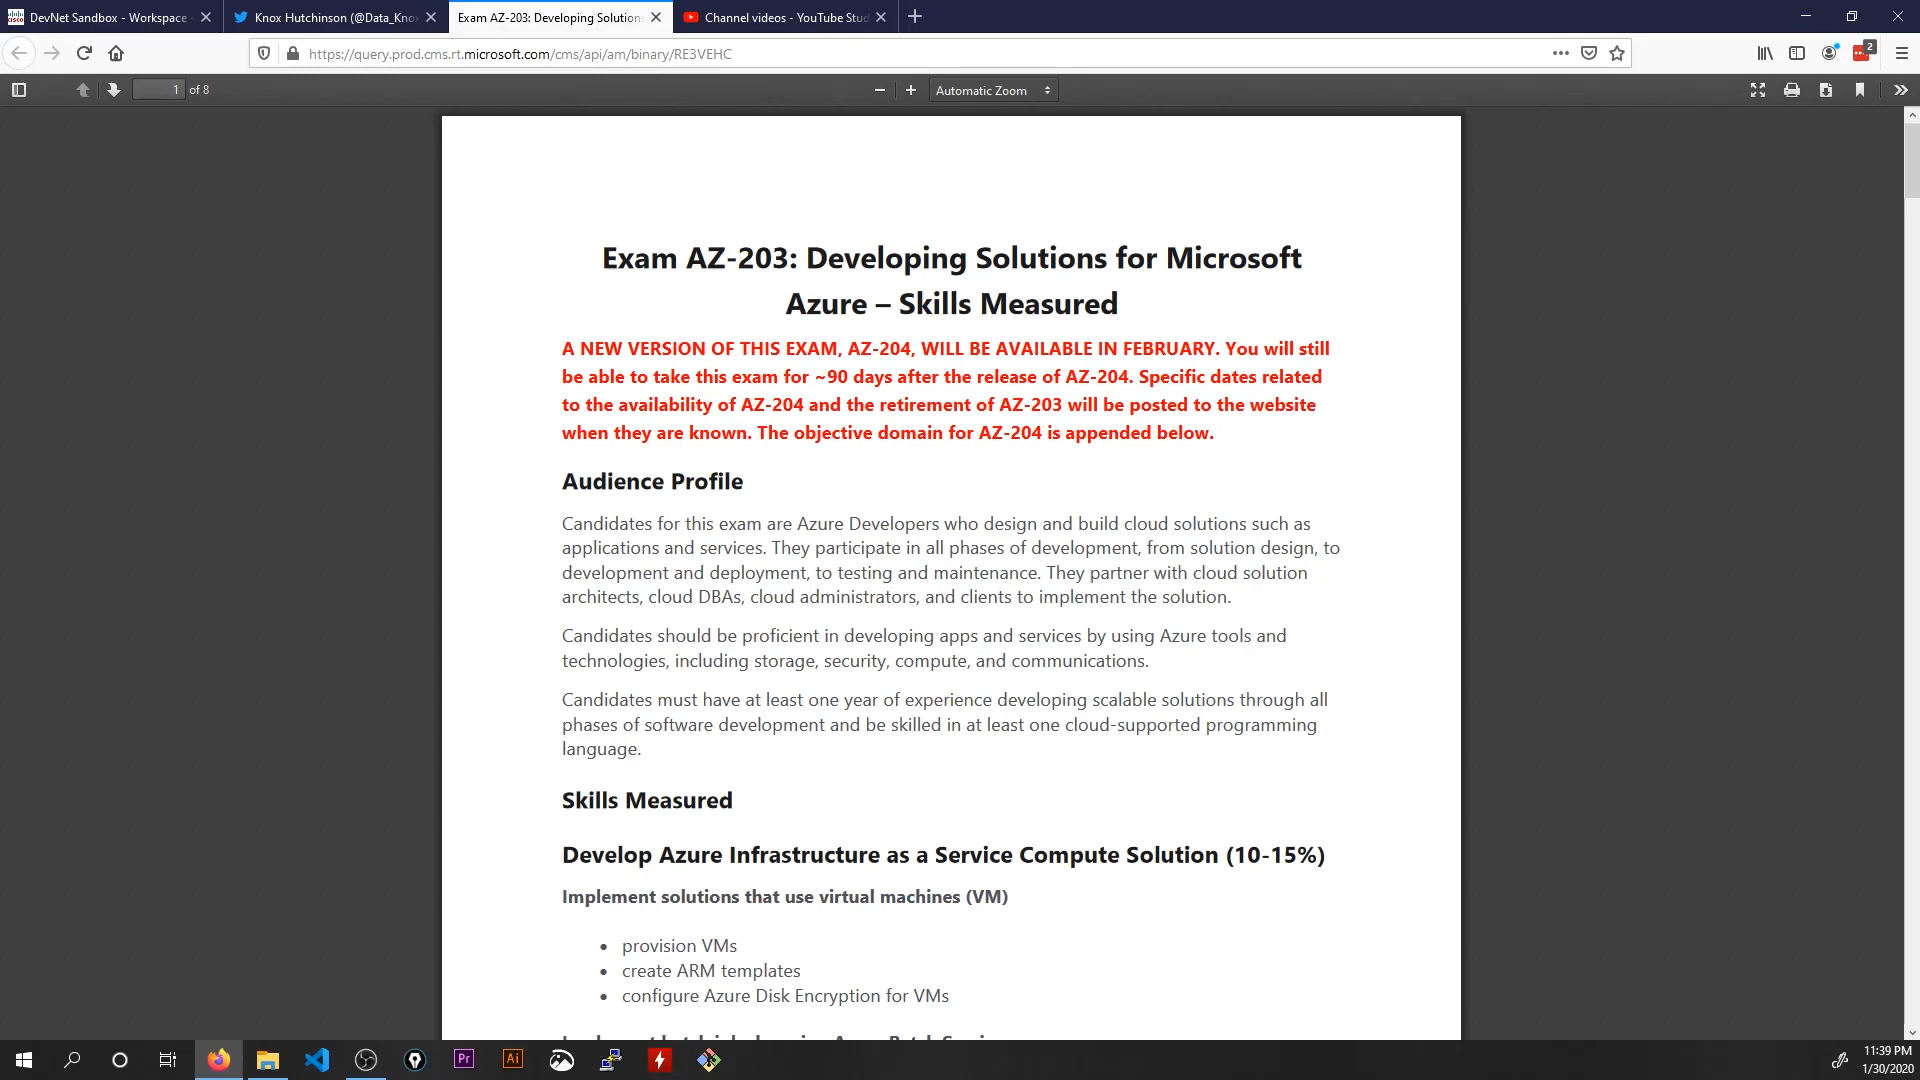 DevNet Sandbox - Workspace
Knox Hutchinson (@Data_Knox
Exam AZ-203: Developing Solutions
Channel videos - YouTube Stud
https://query.prod.cms.rt.microsoft.com/cms/api/am/binary/RE3VEHC
2
1 of 8
Automatic Zoom
Exam AZ-203: Developing Solutions for Microsoft
Azure – Skills Measured
A NEW VERSION OF THIS EXAM, AZ-204, WILL BE AVAILABLE IN FEBRUARY. You will still
be able to take this exam for ~90 days after the release of AZ-204. Specific dates related
to the availability of AZ-204 and the retirement of AZ-203 will be posted to the website
when they are known. The objective domain for AZ-204 is appended below.
Audience Profile
Candidates for this exam are Azure Developers who design and build cloud solutions such as
applications and services. They participate in all phases of development, from solution design, to
development and deployment, to testing and maintenance. They partner with cloud solution
architects, cloud DBAs, cloud administrators, and clients to implement the solution.
Candidates should be proficient in developing apps and services by using Azure tools and
technologies, including storage, security, compute, and communications.
Candidates must have at least one year of experience developing scalable solutions through all
phases of software development and be skilled in at least one cloud-supported programming
language.
Skills Measured
Develop Azure Infrastructure as a Service Compute Solution (10-15%)
Implement solutions that use virtual machines (VM)
• provision VMs
• create ARM templates
• configure Azure Disk Encryption for VMs
Pr
Ai
11:39 PM
1/30/2020